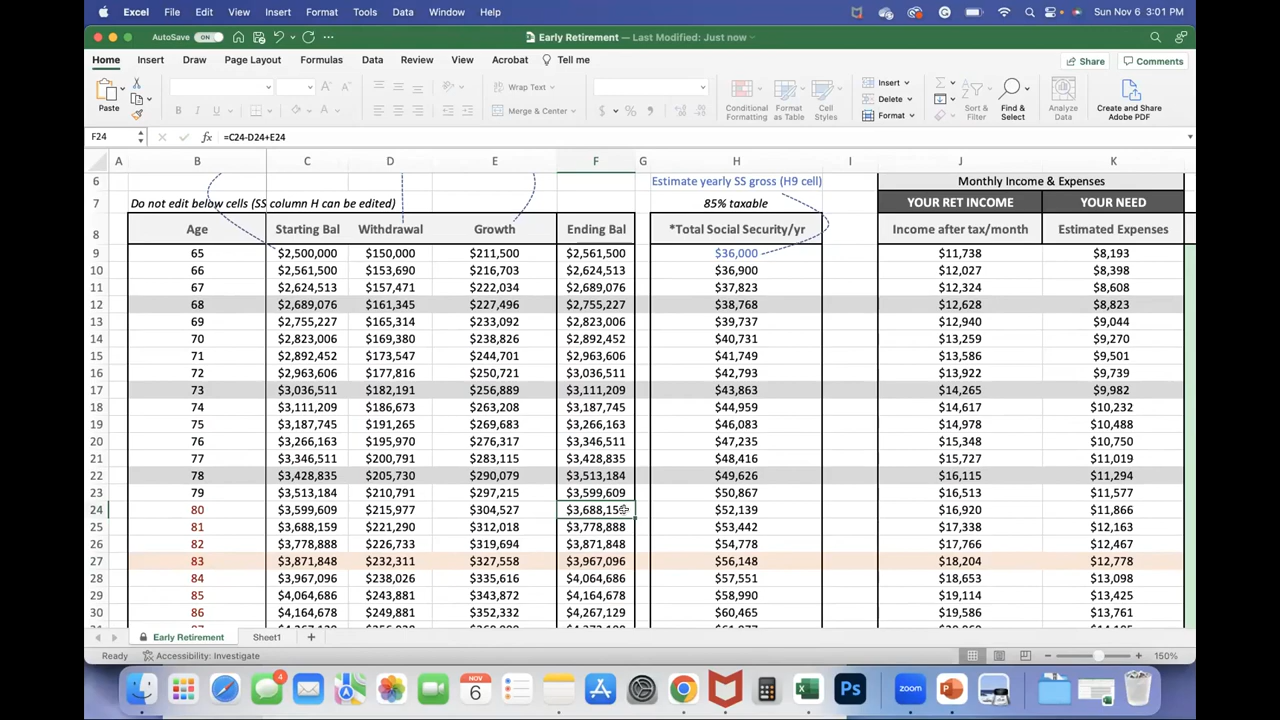 Excel File Edit View Insert Format Tools Data Window Help Sun Nov 6 3:01 PM
AutoSave ON Early Retirement — Last Modified: Just now
Home Insert Draw Page Layout Formulas Data Review View Acrobat Tell me Share Comments
Paste Wrap Text Merge & Center Conditional Formatting Format as Table Cell Styles Insert Delete Format Sort & Filter Find & Select Analyze Data Create and Share Adobe PDF
F24 fx =C24-D24+E24
A B C D E F G H I J K
6 Estimate yearly SS gross (H9 cell) Monthly Income & Expenses
7 Do not edit below cells (SS column H can be edited) 85% taxable YOUR RET INCOME YOUR NEED
8 Age Starting Bal Withdrawal Growth Ending Bal *Total Social Security/yr Income after tax/month Estimated Expenses
9 65 $2,500,000 $150,000 $211,500 $2,561,500 $36,000 $11,738 $8,193
10 66 $2,561,500 $153,690 $216,703 $2,624,513 $36,900 $12,027 $8,398
11 67 $2,624,513 $157,471 $222,034 $2,689,076 $37,823 $12,324 $8,608
12 68 $2,689,076 $161,345 $227,496 $2,755,227 $38,768 $12,628 $8,823
13 69 $2,755,227 $165,314 $233,092 $2,823,006 $39,737 $12,940 $9,044
14 70 $2,823,006 $169,380 $238,826 $2,892,452 $40,731 $13,259 $9,270
15 71 $2,892,452 $173,547 $244,701 $2,963,606 $41,749 $13,586 $9,501
16 72 $2,963,606 $177,816 $250,721 $3,036,511 $42,793 $13,922 $9,739
17 73 $3,036,511 $182,191 $256,889 $3,111,209 $43,863 $14,265 $9,982
18 74 $3,111,209 $186,673 $263,208 $3,187,745 $44,959 $14,617 $10,232
19 75 $3,187,745 $191,265 $269,683 $3,266,163 $46,083 $14,978 $10,488
20 76 $3,266,163 $195,970 $276,317 $3,346,511 $47,235 $15,348 $10,750
21 77 $3,346,511 $200,791 $283,115 $3,428,835 $48,416 $15,727 $11,019
22 78 $3,428,835 $205,730 $290,079 $3,513,184 $49,626 $16,115 $11,294
23 79 $3,513,184 $210,791 $297,215 $3,599,609 $50,867 $16,513 $11,577
24 80 $3,599,609 $215,977 $304,527 $3,688,159 $52,139 $16,920 $11,866
25 81 $3,688,159 $221,290 $312,018 $3,778,888 $53,442 $17,338 $12,163
26 82 $3,778,888 $226,733 $319,694 $3,871,848 $54,778 $17,766 $12,467
27 83 $3,871,848 $232,311 $327,558 $3,967,096 $56,148 $18,204 $12,778
28 84 $3,967,096 $238,026 $335,616 $4,064,686 $57,551 $18,653 $13,098
29 85 $4,064,686 $243,881 $343,872 $4,164,678 $58,990 $19,114 $13,425
30 86 $4,164,678 $249,881 $352,332 $4,267,129 $60,465 $19,586 $13,761
Early Retirement Sheet1
Ready Accessibility: Investigate 150%
4 NOV 6 zoom Ps